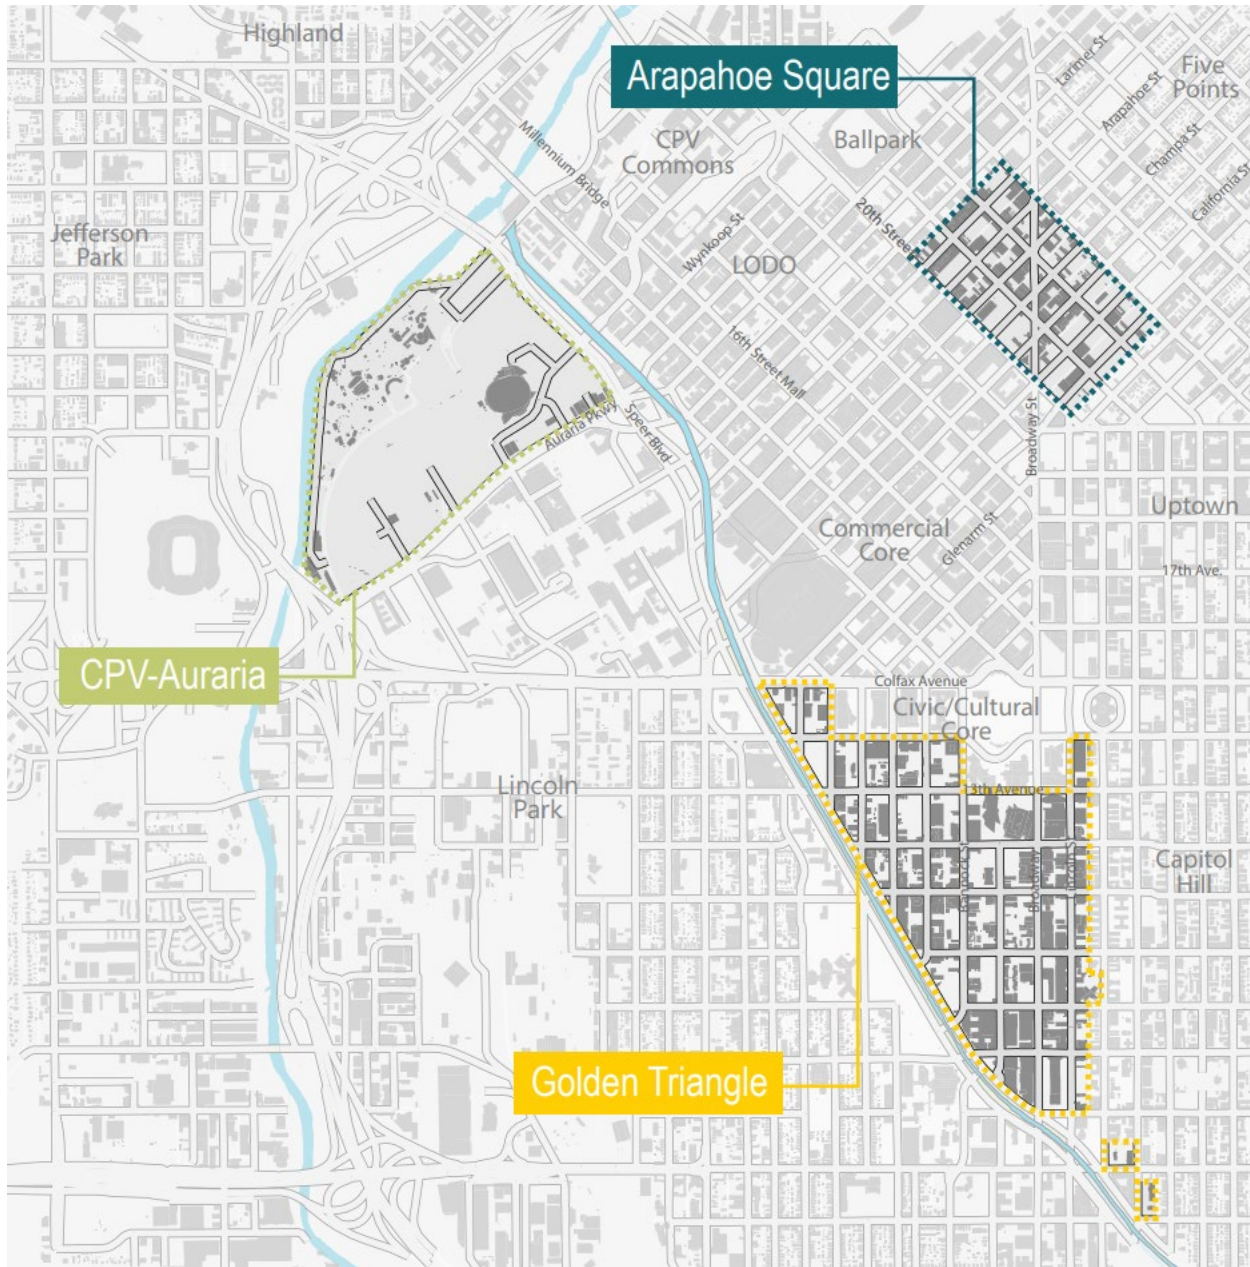 Highland
Arapahoe Square
Larimer St
Five
Points
Arapahoe St
Millennium Bridge
CPV
Commons
Ballpark
Champa St
California St
Jefferson
Park
Wynkoop St
20th Street
LODO
16th Street Mall
Auraria Pkwy
Speer Blvd
Broadway St
Uptown
Commercial
Core
Glenarm St
17th Ave.
CPV-Auraria
Colfax Avenue
Civic/Cultural
Core
Lincoln
Park
13th Avenue
Bannock St
Broadway
Lincoln St
Capitol
Hill
Golden Triangle